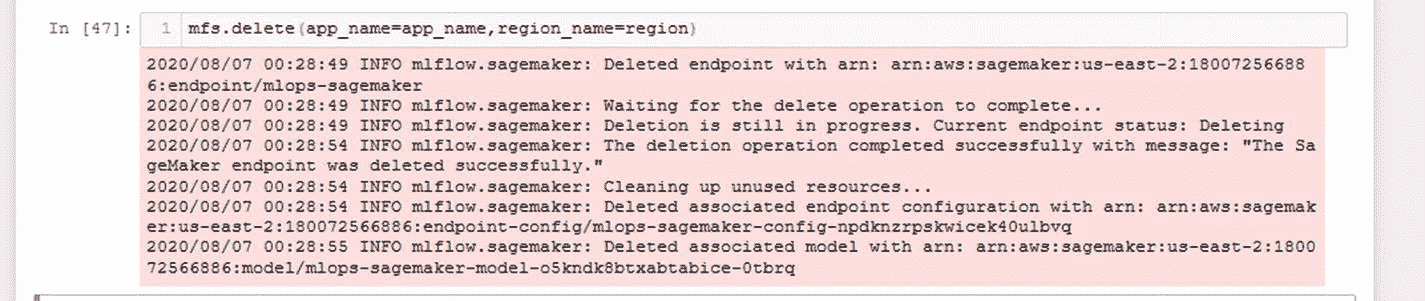 In [47]: 1 mfs.delete(app_name=app_name,region_name=region)
2020/08/07 00:28:49 INFO mlflow.sagemaker: Deleted endpoint with arn: arn:aws:sagemaker:us-east-2:18007256688
6:endpoint/mlops-sagemaker
2020/08/07 00:28:49 INFO mlflow.sagemaker: Waiting for the delete operation to complete...
2020/08/07 00:28:49 INFO mlflow.sagemaker: Deletion is still in progress. Current endpoint status: Deleting
2020/08/07 00:28:54 INFO mlflow.sagemaker: The deletion operation completed successfully with message: "The Sa
geMaker endpoint was deleted successfully."
2020/08/07 00:28:54 INFO mlflow.sagemaker: Cleaning up unused resources...
2020/08/07 00:28:54 INFO mlflow.sagemaker: Deleted associated endpoint configuration with arn: arn:aws:sagemak
er:us-east-2:180072566886:endpoint-config/mlops-sagemaker-config-npdknzrpskwicek40ulbvq
2020/08/07 00:28:55 INFO mlflow.sagemaker: Deleted associated model with arn: arn:aws:sagemaker:us-east-2:1800
72566886:model/mlops-sagemaker-model-o5kndk8btxabtabice-0tbrq